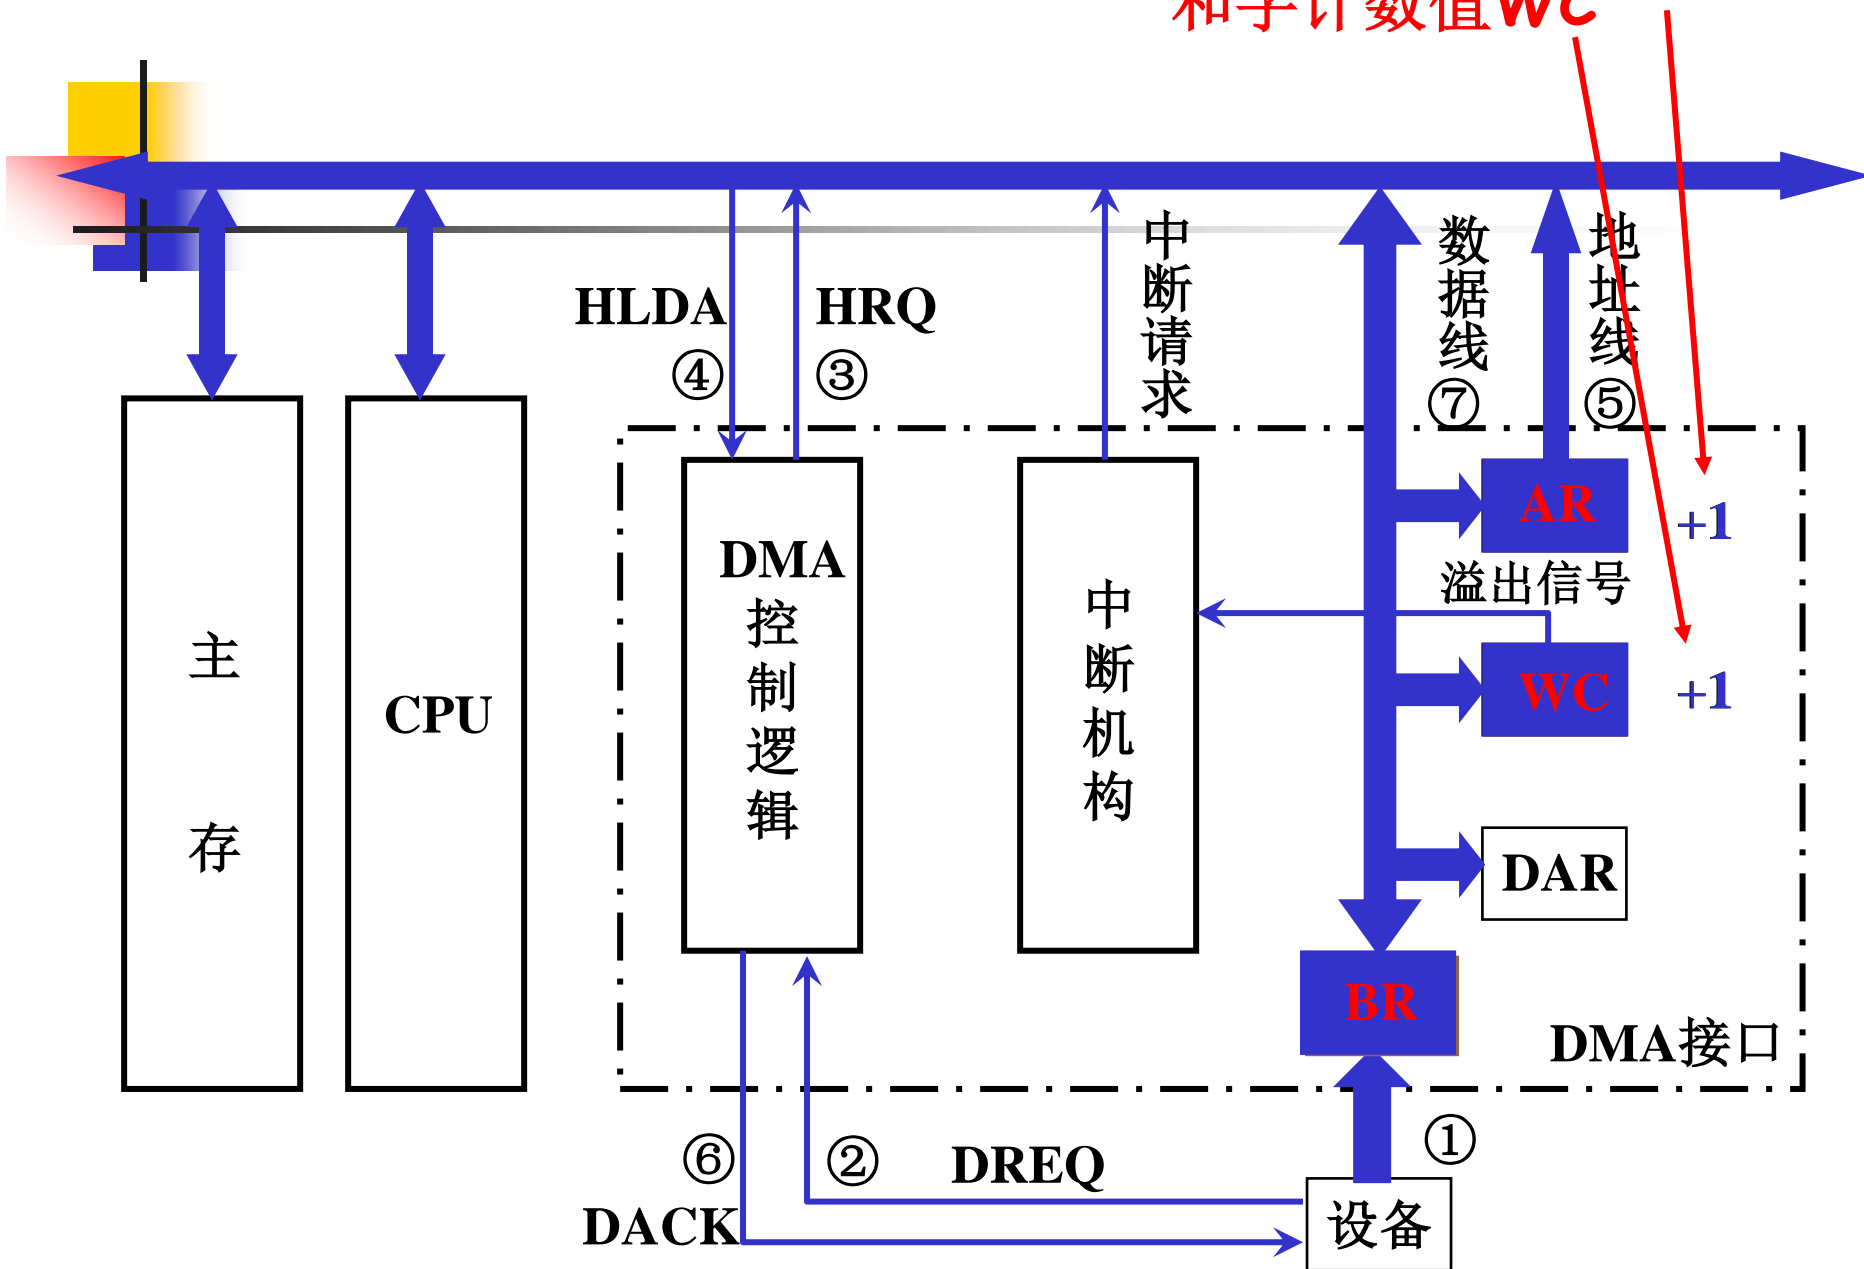 和字计数值WC
HLDA
④
HRQ
③
中断请求
数据线
⑦
地址线
⑤
主存
CPU
DMA
控制逻辑
中断机构
AR
+1
溢出信号
WC
+1
DAR
BR
DMA接口
⑥
②
DREQ
①
DACK
设备